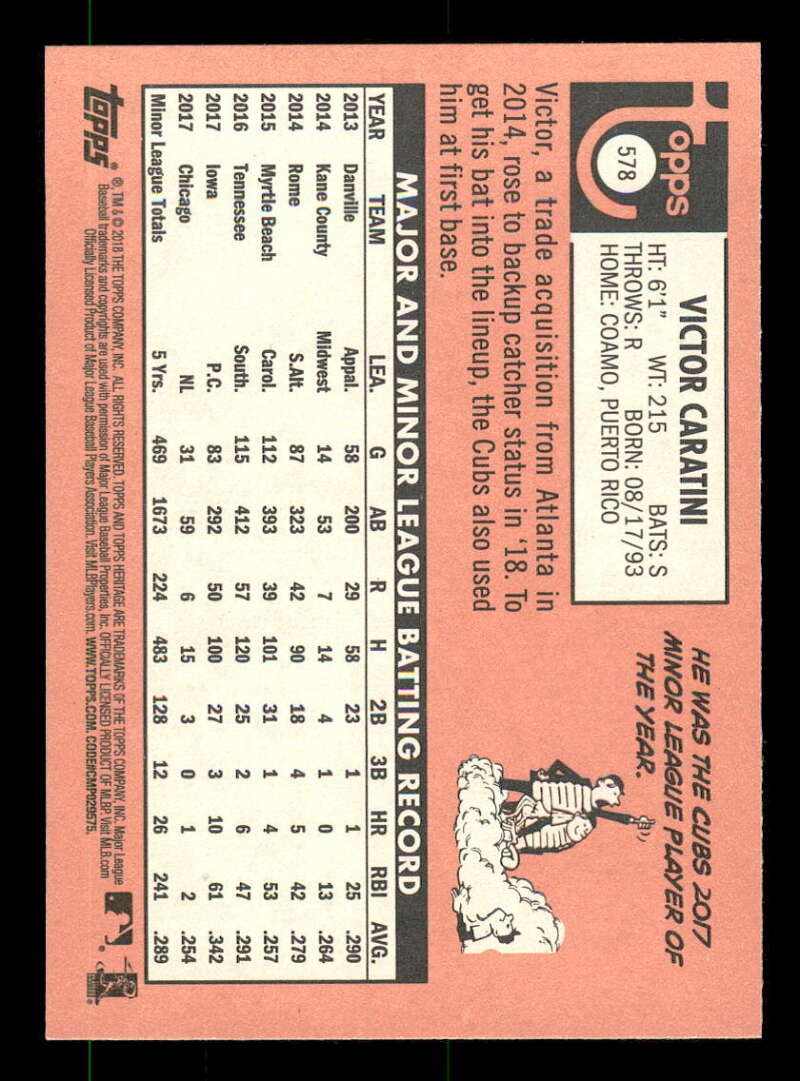 topps
578
VICTOR CARATINI
HT: 6'1" WT: 215 BATS: S
THROWS: R BORN: 08/17/93
HOME: COAMO, PUERTO RICO
HE WAS THE CUBS 2017
MINOR LEAGUE PLAYER OF
THE YEAR.
Victor, a trade acquisition from Atlanta in
2014, rose to backup catcher status in '18. To
get his bat into the lineup, the Cubs also used
him at first base.
MAJOR AND MINOR LEAGUE BATTING RECORD
YEAR TEAM LEA. G AB R H 2B 3B HR RBI AVG.
2013 Danville Appal. 58 200 29 58 23 1 1 25 .290
2014 Kane County Midwest 14 53 7 14 4 1 0 13 .264
2014 Rome S.Alt. 87 323 42 90 18 4 5 42 .279
2015 Myrtle Beach Carol. 112 393 39 101 31 1 4 53 .257
2016 Tennessee South. 115 412 57 120 25 2 6 47 .291
2017 Iowa P.C. 83 292 50 100 27 3 10 61 .342
2017 Chicago NL 31 59 6 15 3 0 1 2 .254
Minor League Totals 5 Yrs. 469 1673 224 483 128 12 26 241 .289
topps® ®, TM & © 2018 THE TOPPS COMPANY, INC. ALL RIGHTS RESERVED. TOPPS AND TOPPS HERITAGE ARE TRADEMARKS OF THE TOPPS COMPANY, INC. Major League
Baseball trademarks and copyrights are used with permission of Major League Baseball Properties, Inc. OFFICIALLY LICENSED PRODUCT OF MLBP. Visit MLB.com
Officially Licensed Product of Major League Baseball Players Association. Visit MLBPlayers.com. WWW.TOPPS.COM. CODE#CMP029575.